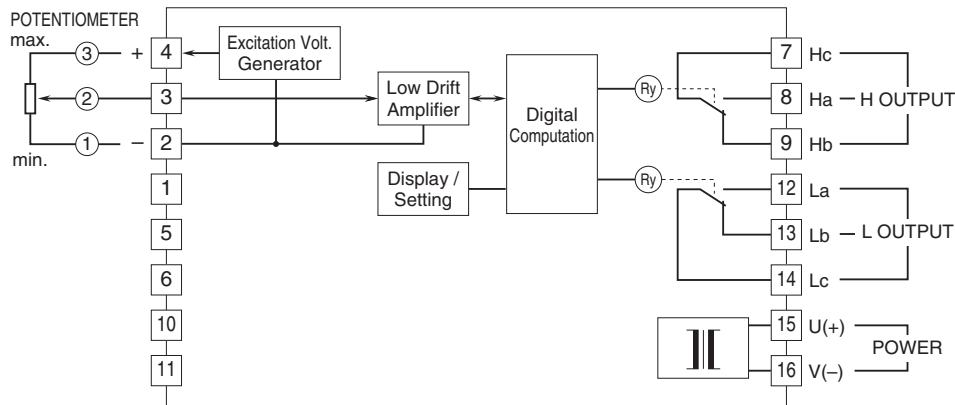 POTENTIOMETER
max.
3
+
4
Excitation Volt.
Generator
2
3
Low Drift
Amplifier
1
−
2
min.
1
5
6
10
11
Display /
Setting
Digital
Computation
Ry
Ry
7 Hc
8 Ha
9 Hb
H OUTPUT
12 La
13 Lb
14 Lc
L OUTPUT
15 U(+)
16 V(–)
POWER